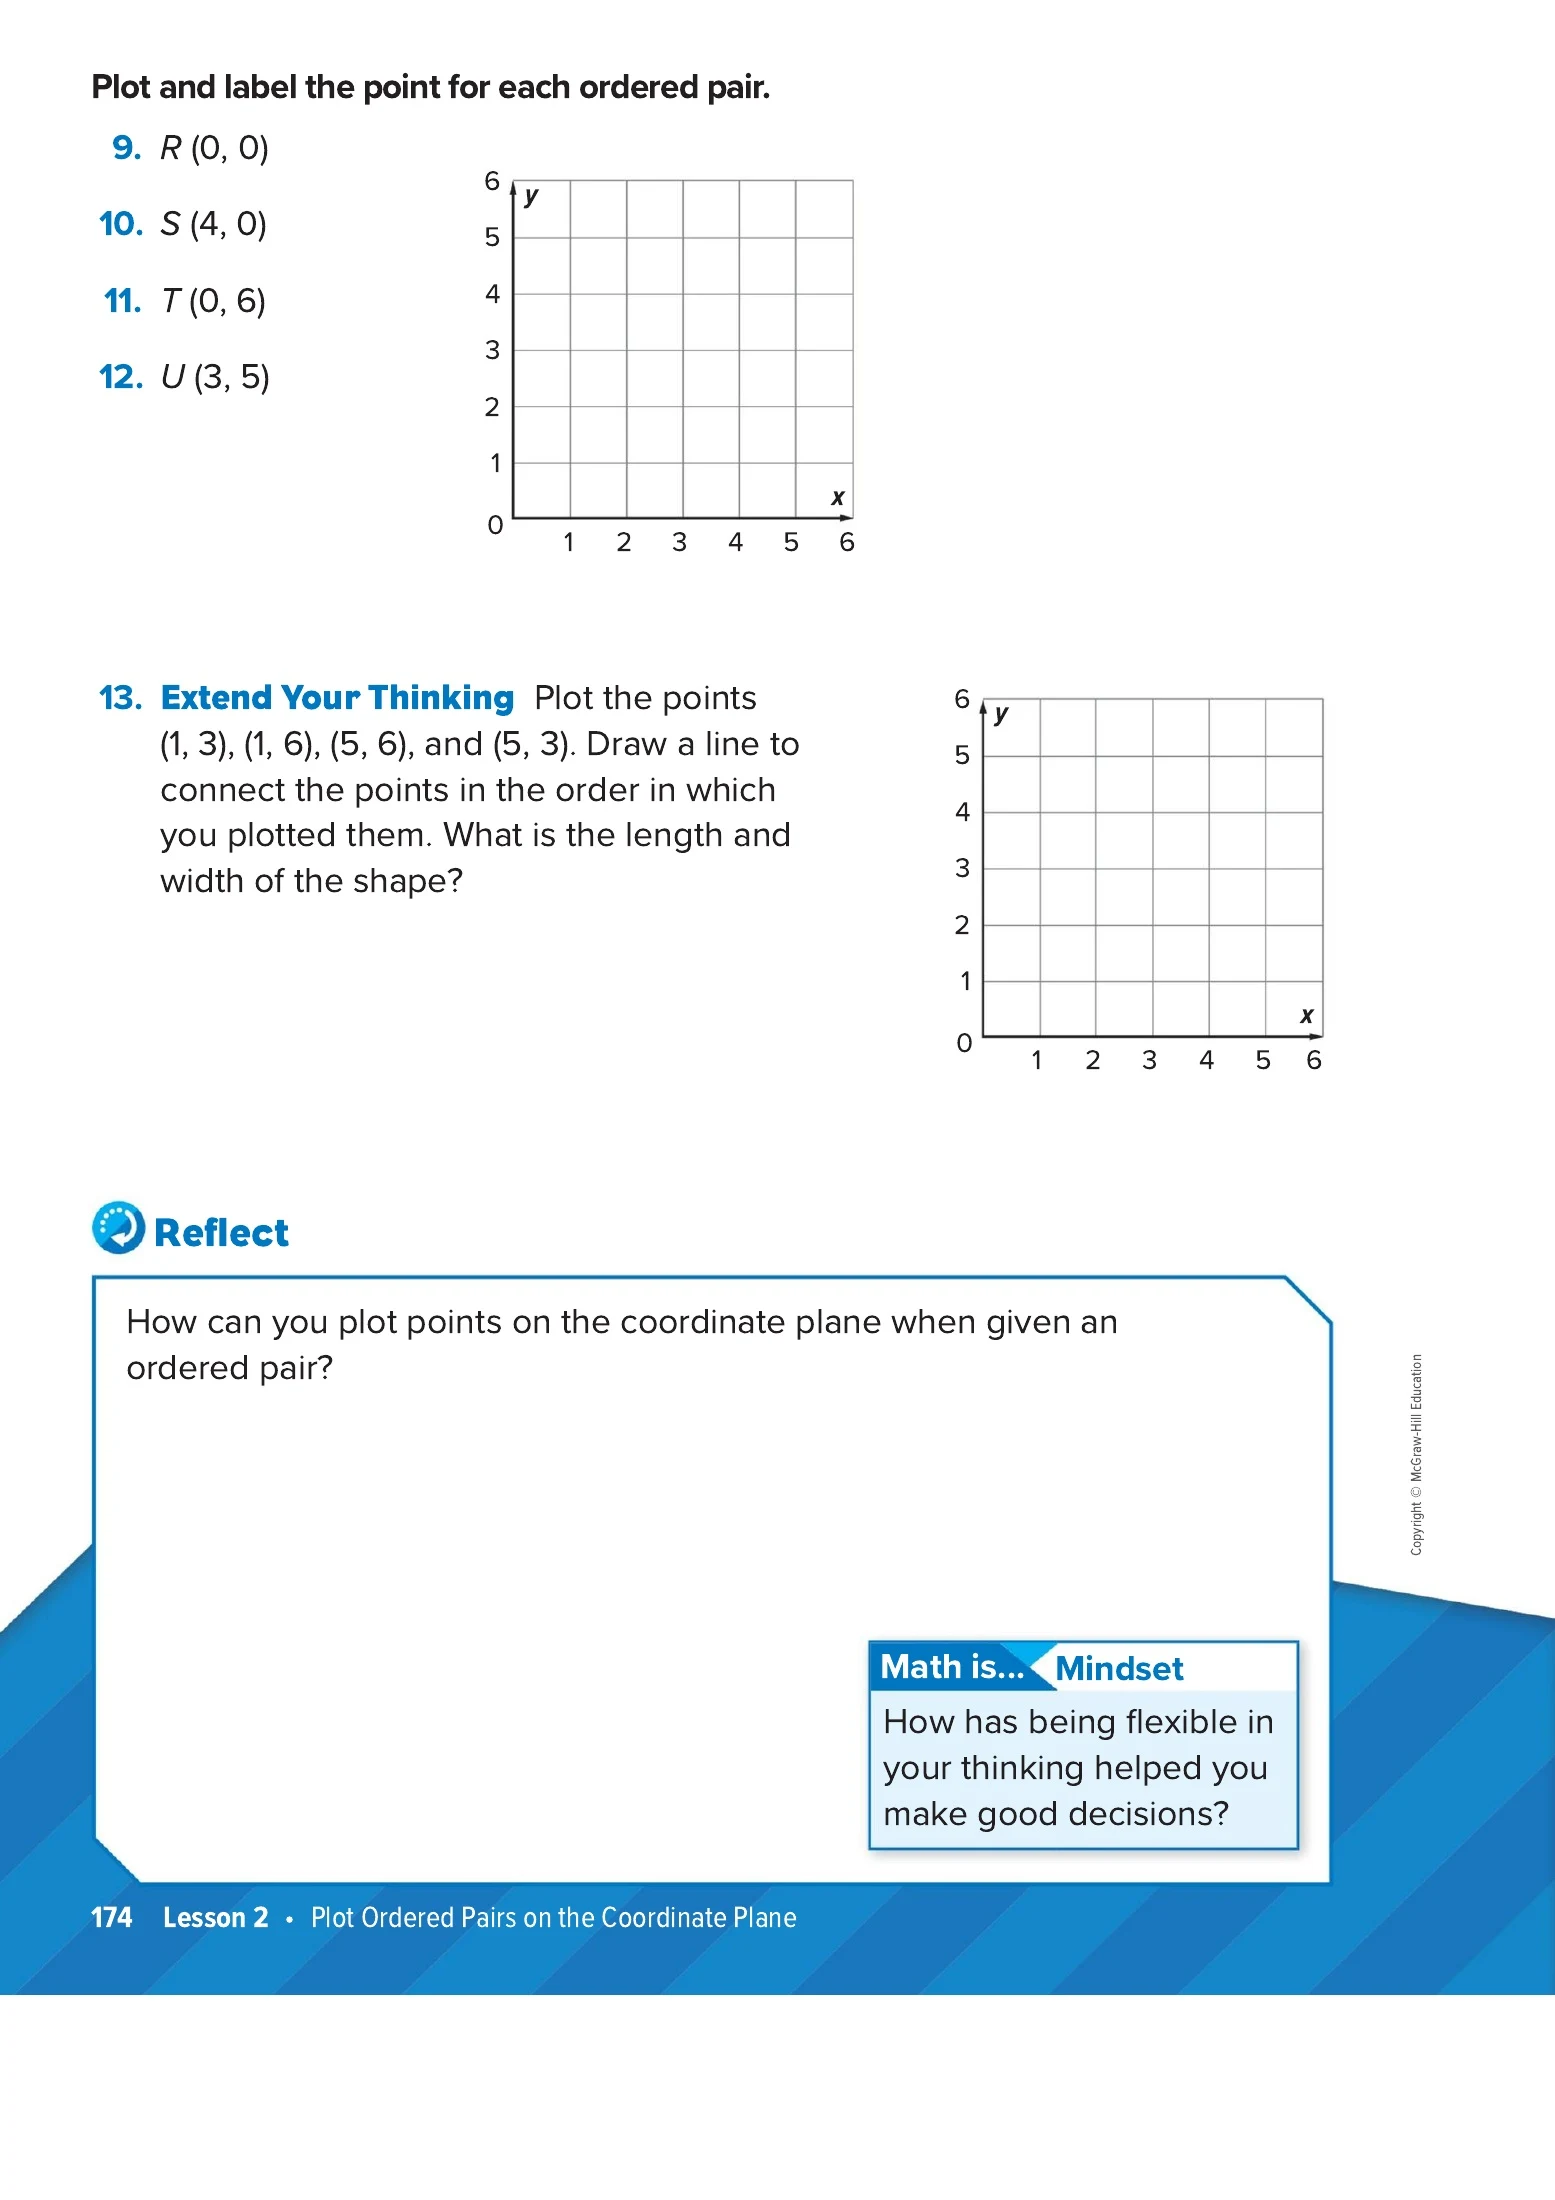 Plot and label the point for each ordered pair.
9. R (0, 0)
10. S (4, 0)
11. T (0, 6)
12. U (3, 5)
6
y
5
4
3
2
1
x
0
1 2 3 4 5 6
13. Extend Your Thinking Plot the points
(1, 3), (1, 6), (5, 6), and (5, 3). Draw a line to
connect the points in the order in which
you plotted them. What is the length and
width of the shape?
6
y
5
4
3
2
1
x
0
1 2 3 4 5 6
Reflect
How can you plot points on the coordinate plane when given an
ordered pair?
Math is... Mindset
How has being flexible in
your thinking helped you
make good decisions?
Copyright © McGraw-Hill Education
174 Lesson 2 • Plot Ordered Pairs on the Coordinate Plane